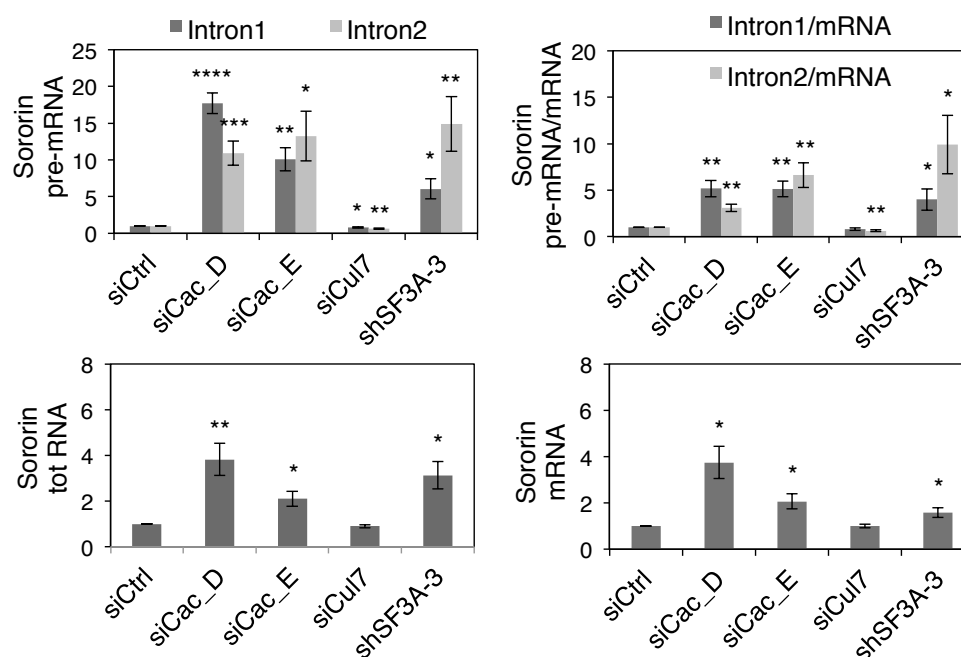 Intron1 Intron2
Sororin
pre-mRNA
25
20
15
10
5
0
**** *** ** * * ** * **
siCtrl siCac_D siCac_E siCul7 shSF3A-3
Intron1/mRNA
Intron2/mRNA
Sororin
pre-mRNA/mRNA
20
15
10
5
0
** ** ** ** ** * *
siCtrl siCac_D siCac_E siCul7 shSF3A-3
Sororin
tot RNA
8
6
4
2
0
** * *
siCtrl siCac_D siCac_E siCul7 shSF3A-3
Sororin
mRNA
8
6
4
2
0
* * *
siCtrl siCac_D siCac_E siCul7 shSF3A-3